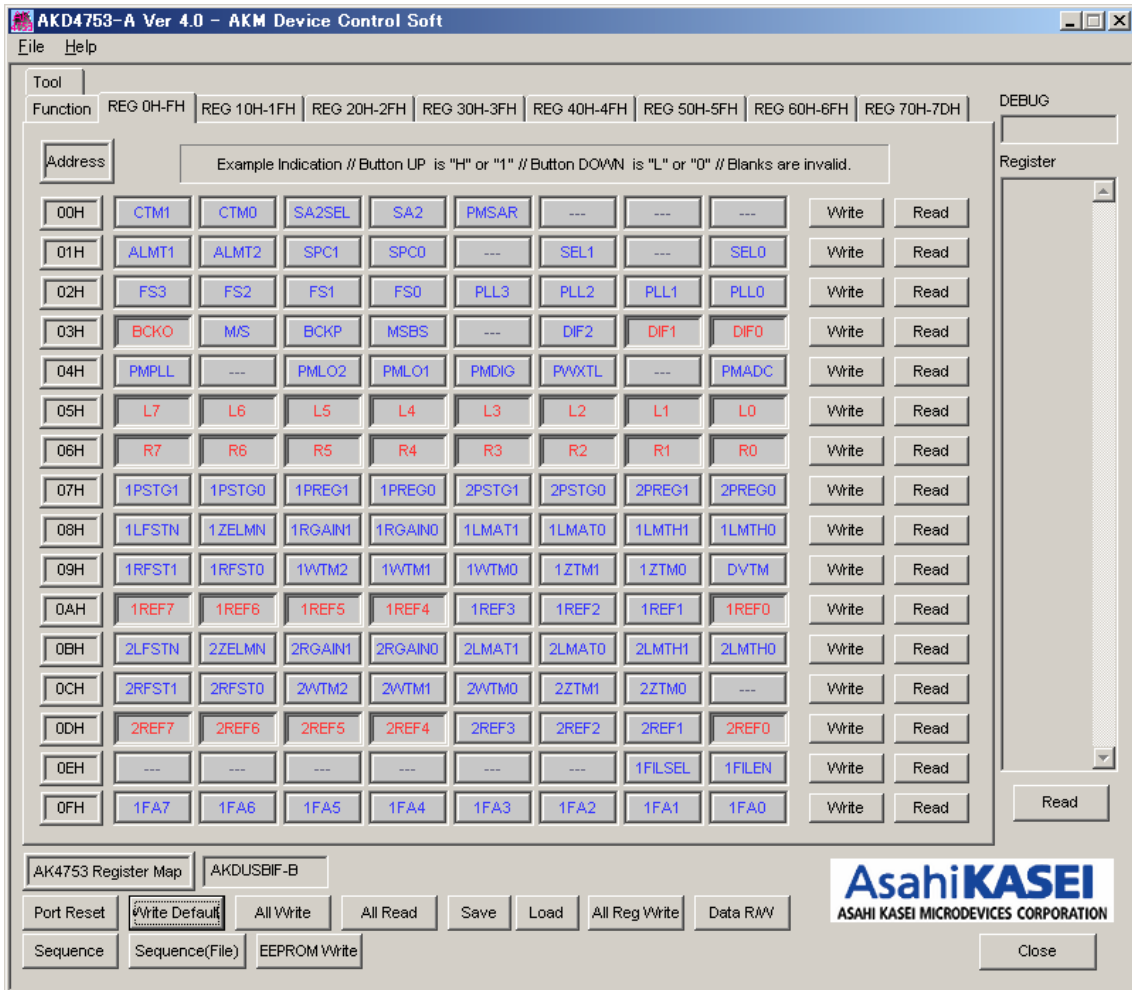 AKD4753-A Ver 4.0 - AKM Device Control Soft
File Help
Tool
Function REG 0H-FH REG 10H-1FH REG 20H-2FH REG 30H-3FH REG 40H-4FH REG 50H-5FH REG 60H-6FH REG 70H-7DH DEBUG
Address Example Indication // Button UP is "H" or "1" // Button DOWN is "L" or "0" // Blanks are invalid. Register
00H CTM1 CTM0 SA2SEL SA2 PMSAR --- --- --- Write Read
01H ALMT1 ALMT2 SPC1 SPC0 --- SEL1 --- SEL0 Write Read
02H FS3 FS2 FS1 FS0 PLL3 PLL2 PLL1 PLL0 Write Read
03H BCKO M/S BCKP MSBS --- DIF2 DIF1 DIF0 Write Read
04H PMPLL --- PMLO2 PMLO1 PMDIG PWXTL --- PMADC Write Read
05H L7 L6 L5 L4 L3 L2 L1 L0 Write Read
06H R7 R6 R5 R4 R3 R2 R1 R0 Write Read
07H 1PSTG1 1PSTG0 1PREG1 1PREG0 2PSTG1 2PSTG0 2PREG1 2PREG0 Write Read
08H 1LFSTN 1ZELMN 1RGAIN1 1RGAIN0 1LMAT1 1LMAT0 1LMTH1 1LMTH0 Write Read
09H 1RFST1 1RFST0 1WTM2 1WTM1 1WTM0 1ZTM1 1ZTM0 DVTM Write Read
0AH 1REF7 1REF6 1REF5 1REF4 1REF3 1REF2 1REF1 1REF0 Write Read
0BH 2LFSTN 2ZELMN 2RGAIN1 2RGAIN0 2LMAT1 2LMAT0 2LMTH1 2LMTH0 Write Read
0CH 2RFST1 2RFST0 2WTM2 2WTM1 2WTM0 2ZTM1 2ZTM0 --- Write Read
0DH 2REF7 2REF6 2REF5 2REF4 2REF3 2REF2 2REF1 2REF0 Write Read
0EH --- --- --- --- --- --- 1FILSEL 1FILEN Write Read
0FH 1FA7 1FA6 1FA5 1FA4 1FA3 1FA2 1FA1 1FA0 Write Read Read
AK4753 Register Map AKDUSBIF-B
AsahiKASEI
ASAHI KASEI MICRODEVICES CORPORATION
Port Reset Write Default All Write All Read Save Load All Reg Write Data R/W
Sequence Sequence(File) EEPROM Write Close